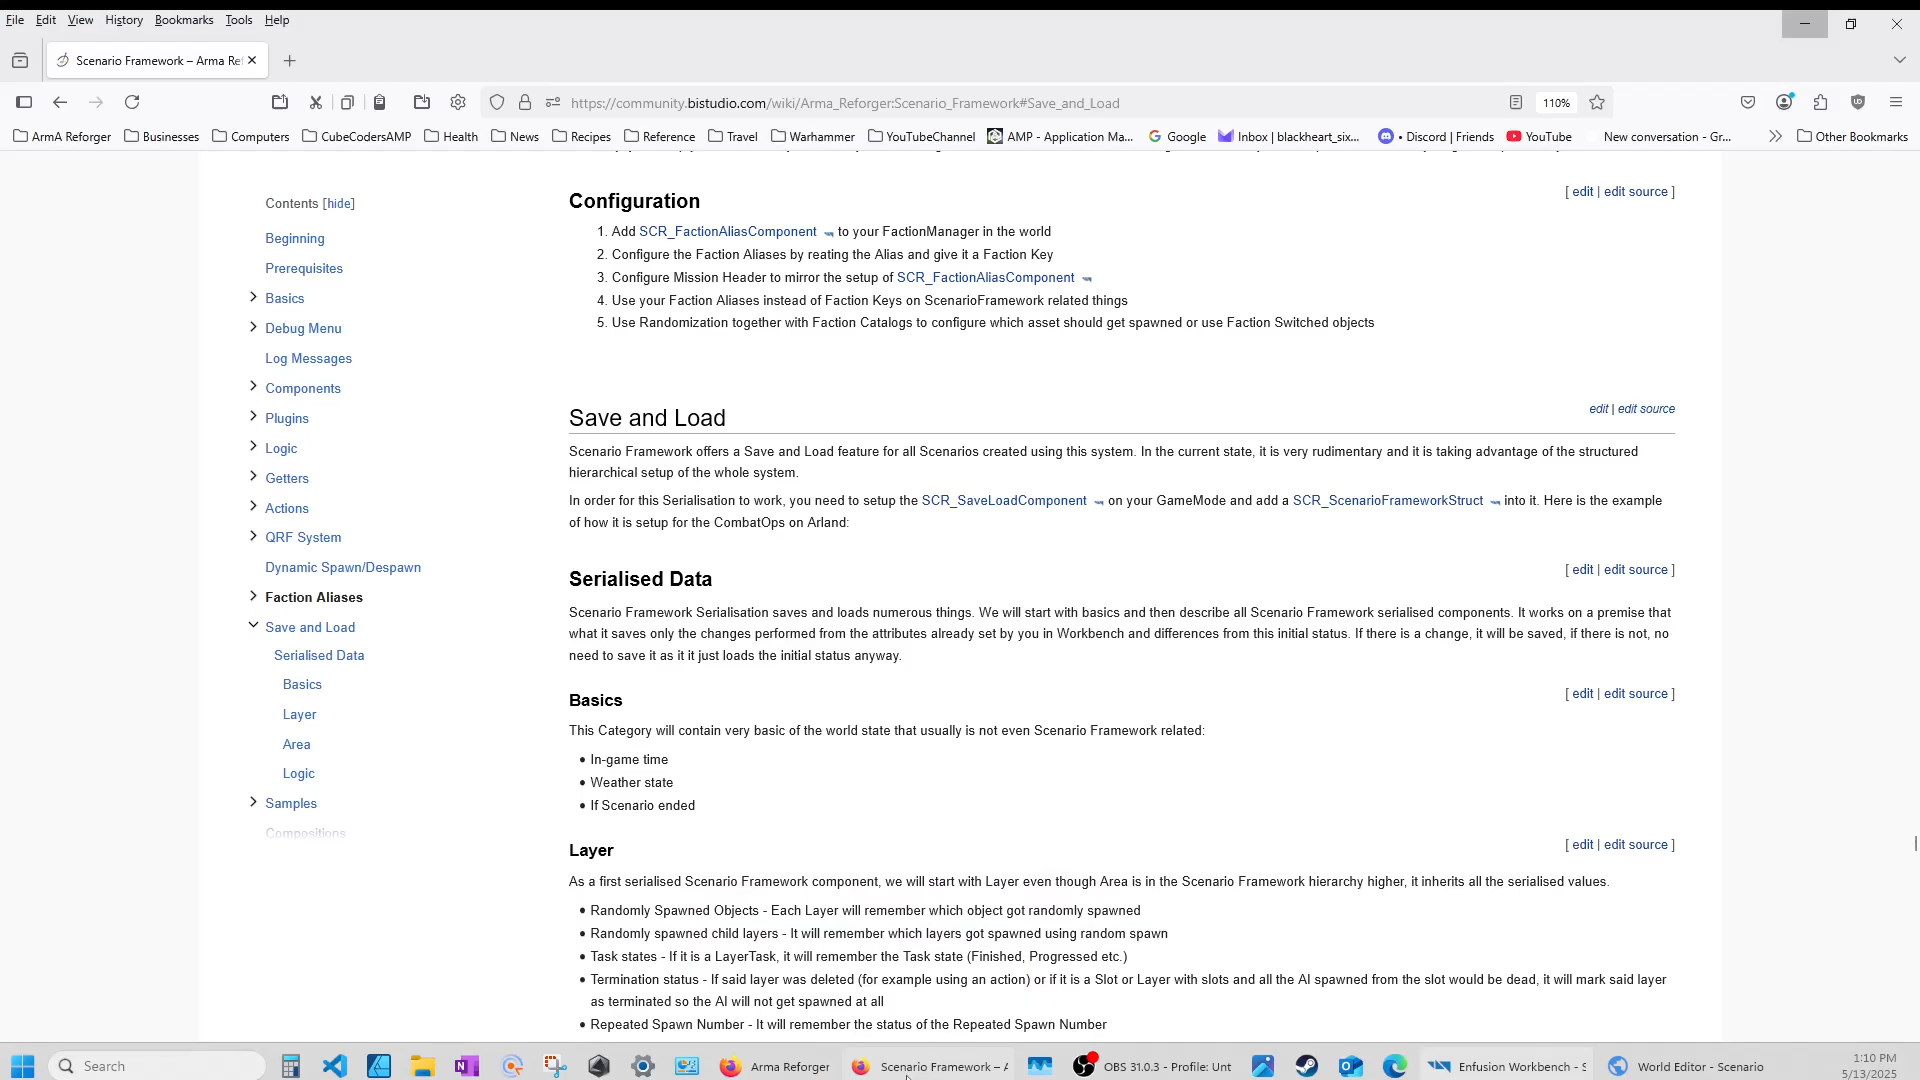 File Edit View History Bookmarks Tools Help
Scenario Framework – Arma Re
https://community.bistudio.com/wiki/Arma_Reforger:Scenario_Framework#Save_and_Load
110%
ArmA Reforger Businesses Computers CubeCodersAMP Health News Recipes Reference Travel Warhammer YouTubeChannel AMP - Application Ma... Google Inbox | blackheart_six... • Discord | Friends YouTube New conversation - Gr... Other Bookmarks
Contents [hide]
Beginning
Prerequisites
Basics
Debug Menu
Log Messages
Components
Plugins
Logic
Getters
Actions
QRF System
Dynamic Spawn/Despawn
Faction Aliases
Save and Load
Serialised Data
Basics
Layer
Area
Logic
Samples
Compositions
Configuration
[ edit | edit source ]
1. Add SCR_FactionAliasComponent to your FactionManager in the world
2. Configure the Faction Aliases by reating the Alias and give it a Faction Key
3. Configure Mission Header to mirror the setup of SCR_FactionAliasComponent
4. Use your Faction Aliases instead of Faction Keys on ScenarioFramework related things
5. Use Randomization together with Faction Catalogs to configure which asset should get spawned or use Faction Switched objects
Save and Load
edit | edit source
Scenario Framework offers a Save and Load feature for all Scenarios created using this system. In the current state, it is very rudimentary and it is taking advantage of the structured
hierarchical setup of the whole system.
In order for this Serialisation to work, you need to setup the SCR_SaveLoadComponent on your GameMode and add a SCR_ScenarioFrameworkStruct into it. Here is the example
of how it is setup for the CombatOps on Arland:
Serialised Data
[ edit | edit source ]
Scenario Framework Serialisation saves and loads numerous things. We will start with basics and then describe all Scenario Framework serialised components. It works on a premise that
what it saves only the changes performed from the attributes already set by you in Workbench and differences from this initial status. If there is a change, it will be saved, if there is not, no
need to save it as it it just loads the initial status anyway.
Basics
[ edit | edit source ]
This Category will contain very basic of the world state that usually is not even Scenario Framework related:
• In-game time
• Weather state
• If Scenario ended
Layer
[ edit | edit source ]
As a first serialised Scenario Framework component, we will start with Layer even though Area is in the Scenario Framework hierarchy higher, it inherits all the serialised values.
• Randomly Spawned Objects - Each Layer will remember which object got randomly spawned
• Randomly spawned child layers - It will remember which layers got spawned using random spawn
• Task states - If it is a LayerTask, it will remember the Task state (Finished, Progressed etc.)
• Termination status - If said layer was deleted (for example using an action) or if it is a Slot or Layer with slots and all the AI spawned from the slot would be dead, it will mark said layer
as terminated so the AI will not get spawned at all
• Repeated Spawn Number - It will remember the status of the Repeated Spawn Number
Search
Arma Reforger
Scenario Framework – A
OBS 31.0.3 - Profile: Unt
Enfusion Workbench - S
World Editor - Scenario
1:10 PM
5/13/2025